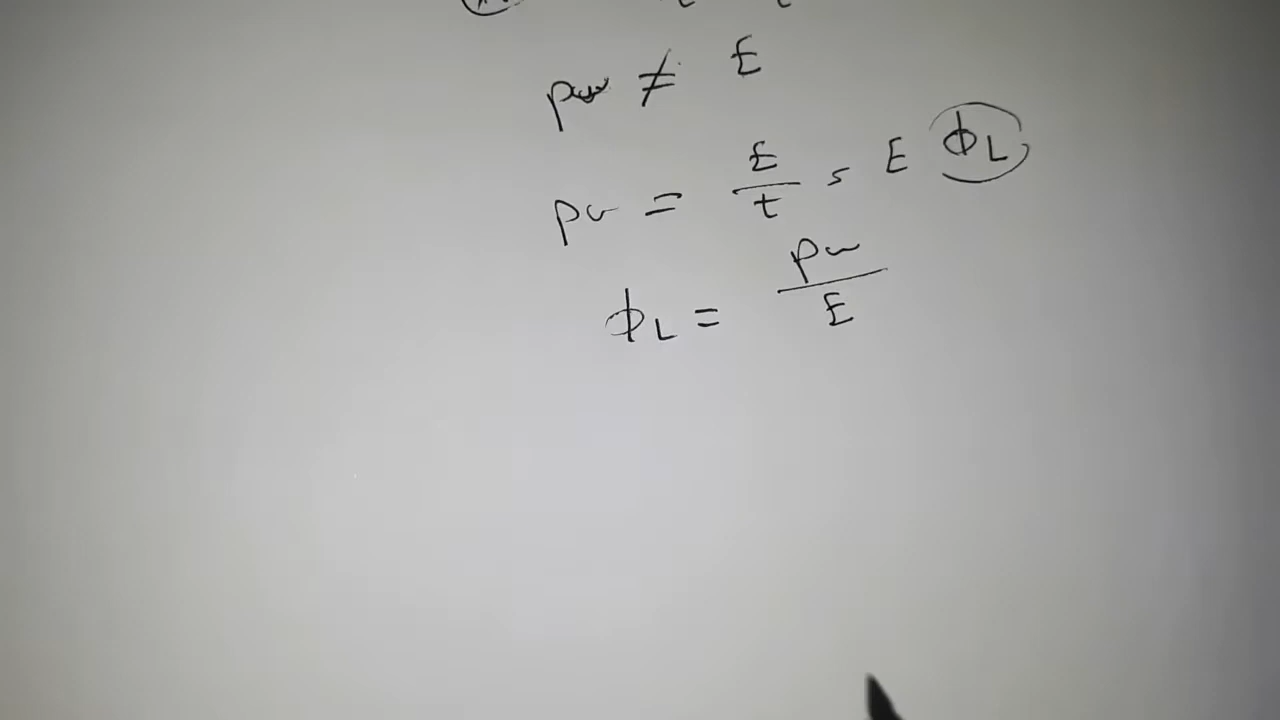 pw ≠ E
pw = E/t = E ϕL
ϕL = pw/E